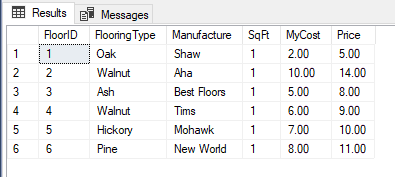 Results Messages
FloorID FlooringType Manufacture SqFt MyCost Price
1 1 Oak Shaw 1 2.00 5.00
2 2 Walnut Aha 1 10.00 14.00
3 3 Ash Best Floors 1 5.00 8.00
4 4 Walnut Tims 1 6.00 9.00
5 5 Hickory Mohawk 1 7.00 10.00
6 6 Pine New World 1 8.00 11.00